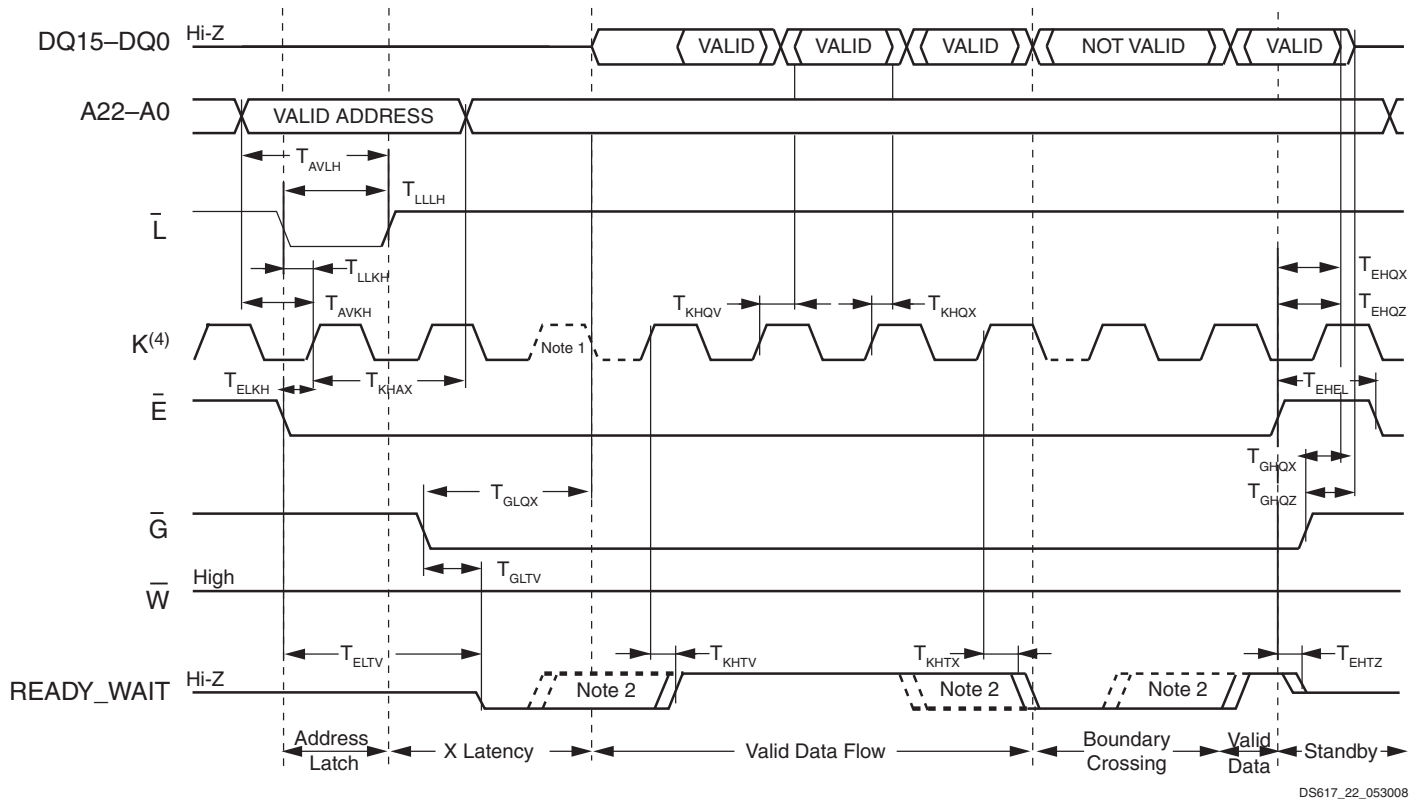 DQ15–DQ0 Hi-Z VALID VALID VALID NOT VALID VALID
A22–A0 VALID ADDRESS
TAVLH
TLLLH
L̅
TLLKH
TEHQX
TAVKH TKHQV TKHQX TEHQZ
K(4) Note 1
TELKH TKHAX TEHEL
E̅
TGHQX
TGLQX TGHQZ
G̅
TGLTV
W̅ High
TELTV TKHTV TKHTX TEHTZ
READY_WAIT Hi-Z Note 2 Note 2 Note 2
Address Latch X Latency Valid Data Flow Boundary Crossing Valid Data Standby
DS617_22_053008